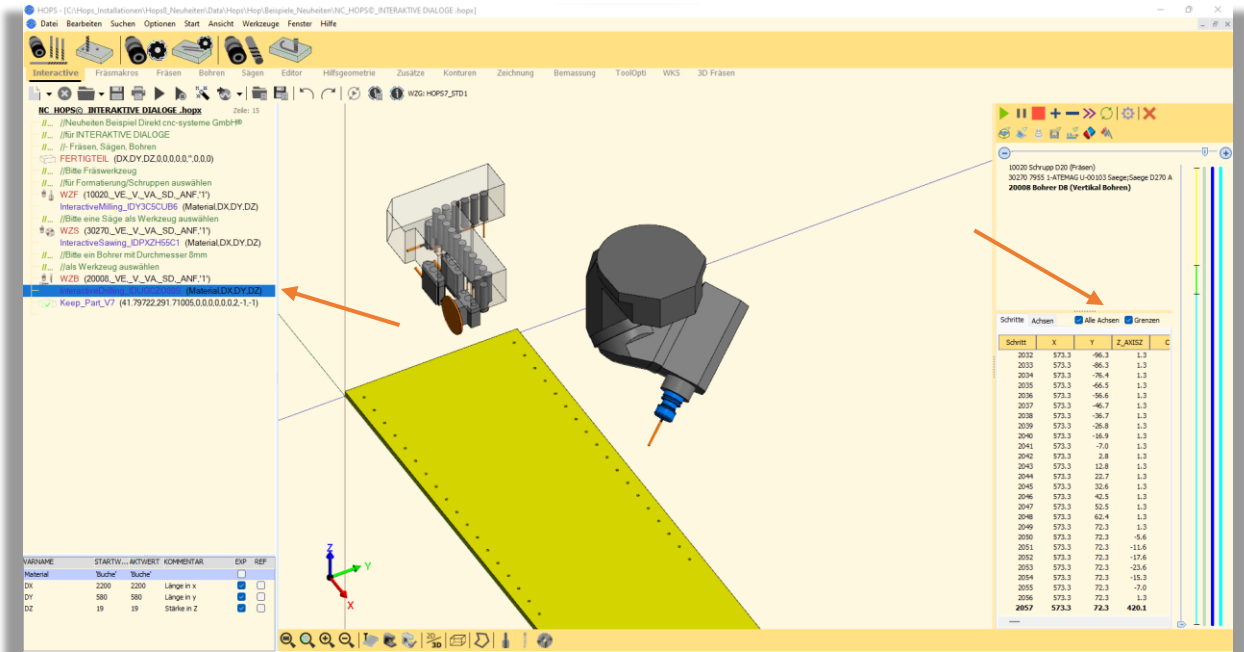 HOPS - [C:\Hops_Installationen\Hops8_Neuheiten\Data\Hops\Hop\Beispiele_Neuheiten\NC_HOPS©_INTERAKTIVE DIALOGE .hopx]
Datei Bearbeiten Suchen Optionen Start Ansicht Werkzeuge Fenster Hilfe
Interactive Fräsmakros Fräsen Bohren Sägen Editor Hilfsgeometrie Zusätze Konturen Zeichnung Bemassung ToolOpti WKS 3D Fräsen
WZG: HOPS7_STD1
NC_HOPS©_INTERAKTIVE DIALOGE .hopx Zeile: 15
//... //Neuheiten Beispiel Direkt cnc-systeme GmbH®
//... //für INTERAKTIVE DIALOGE
//... //- Fräsen, Sägen, Bohren
FERTIGTEIL (DX,DY,DZ,0,0,0,0,0,'',0,0,0)
//... //Bitte Fräswerkzeug
//... //für Formatierung/Schruppen auswählen
WZF (10020,_VE,_V,_VA,_SD,_ANF,'1')
InteractiveMilling_IDY3C5CUB6 (Material,DX,DY,DZ)
//... //Bitte eine Säge als Werkzeug auswählen
WZS (30270,_VE,_V,_VA,_SD,_ANF,'1')
InteractiveSawing_IDPXZH55C1 (Material,DX,DY,DZ)
//... //Bitte ein Bohrer mit Durchmesser 8mm
//... //als Werkzeug auswählen
WZB (20008,_VE,_V,_VA,_SD,_ANF,'1')
(Material,DX,DY,DZ)
Keep_Part_V7 (41.79722,291.71005,0,0,0,0,0,0,2,-1,-1)
10020 Schrupp D20 (Fräsen)
30270 7955 1-ATEMAG U-00103 Saege;Saege D270 A
20008 Bohrer D8 (Vertikal Bohren)
Schritte Achsen Alle Achsen Grenzen
Schritt X Y Z_AXISZ C
2032 573.3 -96.3 1.3
2033 573.3 -86.3 1.3
2034 573.3 -76.4 1.3
2035 573.3 -66.5 1.3
2036 573.3 -56.6 1.3
2037 573.3 -46.7 1.3
2038 573.3 -36.7 1.3
2039 573.3 -26.8 1.3
2040 573.3 -16.9 1.3
2041 573.3 -7.0 1.3
2042 573.3 2.8 1.3
2043 573.3 12.8 1.3
2044 573.3 22.7 1.3
2045 573.3 32.6 1.3
2046 573.3 42.5 1.3
2047 573.3 52.5 1.3
2048 573.3 62.4 1.3
2049 573.3 72.3 1.3
2050 573.3 72.3 -5.6
2051 573.3 72.3 -11.6
2052 573.3 72.3 -17.6
2053 573.3 72.3 -23.6
2054 573.3 72.3 -15.3
2055 573.3 72.3 -7.0
2056 573.3 72.3 1.3
2057 573.3 72.3 420.1
Z
Y
X
VARNAME STARTW... AKTWERT KOMMENTAR EXP REF
Material 'Buche' 'Buche'
DX 2200 2200 Länge in x
DY 580 580 Länge in y
DZ 19 19 Stärke in Z
2D 3D